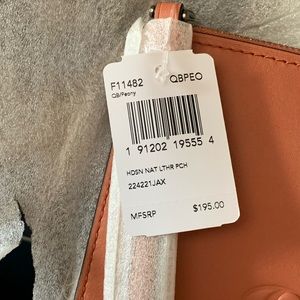 F11482 QBPEO
QB/Peony
1 91202 19555 4
HDSN NAT LTHR PCH
224221JAX
MFSRP $195.00